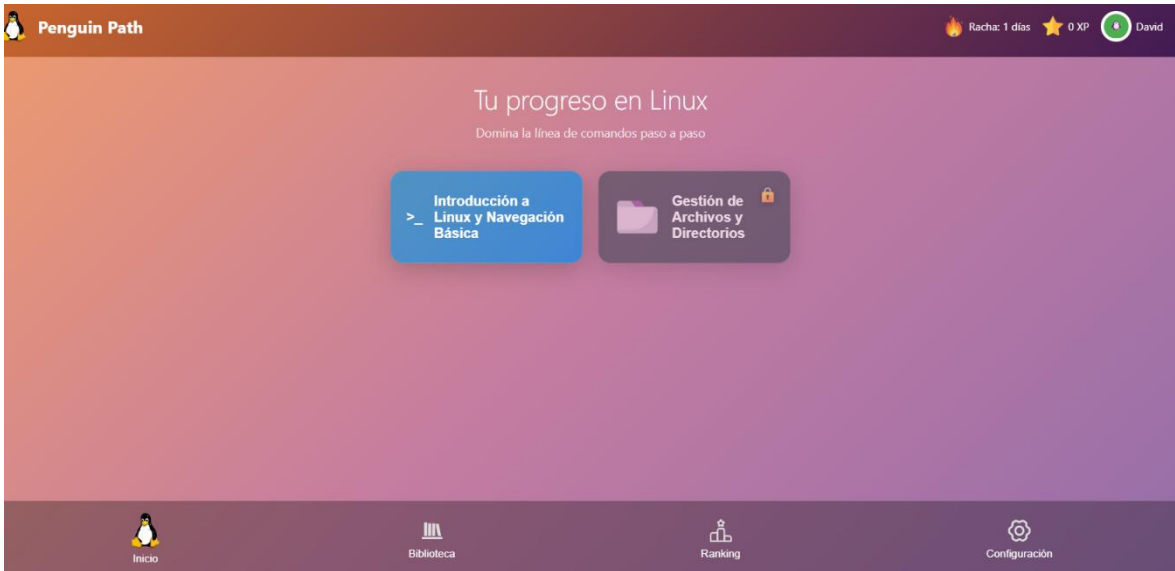 Penguin Path
Racha: 1 días
0 XP
David
Tu progreso en Linux
Domina la línea de comandos paso a paso
>_
Introducción a
Linux y Navegación
Básica
Gestión de
Archivos y
Directorios
Inicio
Biblioteca
Ranking
Configuración